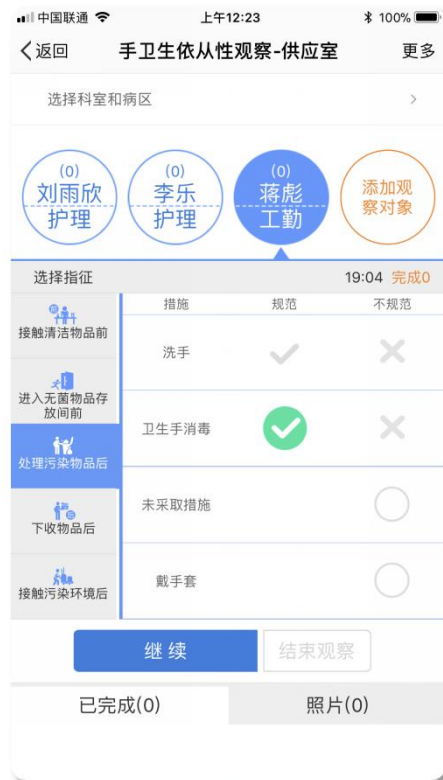 中国联通 上午12:23 100%
返回 手卫生依从性观察-供应室 更多
选择科室和病区
(0) (0) (0)
刘雨欣 李乐 蒋彪 添加观
护理 护理 工勤 察对象
选择指征 19:04 完成0
措施 规范 不规范
接触清洁物品前
洗手
进入无菌物品存
放间前
卫生手消毒
处理污染物品后
未采取措施
下收物品后
戴手套
接触污染环境后
继续 结束观察
已完成(0) 照片(0)